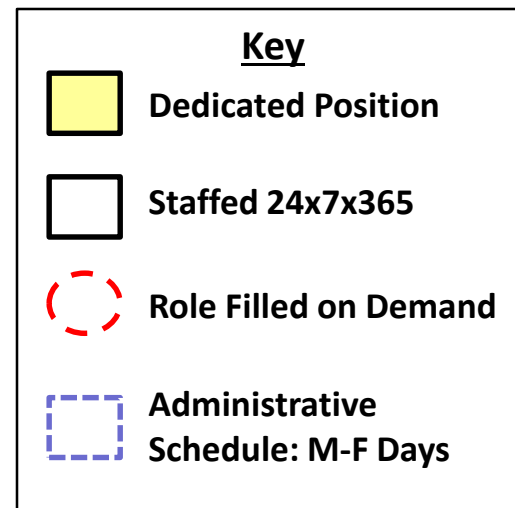 Key
Dedicated Position
Staffed 24x7x365
Role Filled on Demand
Administrative
Schedule: M-F Days